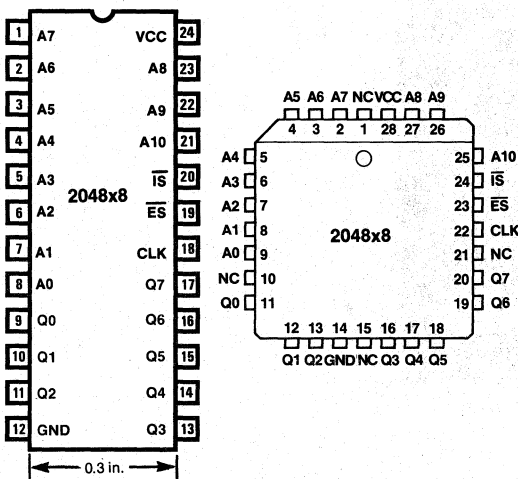 1 A7 VCC 24
2 A6 A8 23
3 A5 A9 22
4 A4 A10 21
5 A3 I̅S̅ 20
2048x8
6 A2 E̅S̅ 19
7 A1 CLK 18
8 A0 Q7 17
9 Q0 Q6 16
10 Q1 Q5 15
11 Q2 Q4 14
12 GND Q3 13
0.3 in.
A5 A6 A7 NC VCC A8 A9
4 3 2 1 28 27 26
A4 5 25 A10
A3 6 24 I̅S̅
A2 7 23 E̅S̅
A1 8 22 CLK
2048x8
A0 9 21 NC
NC 10 20 Q7
Q0 11 19 Q6
12 13 14 15 16 17 18
Q1 Q2 GND NC Q3 Q4 Q5